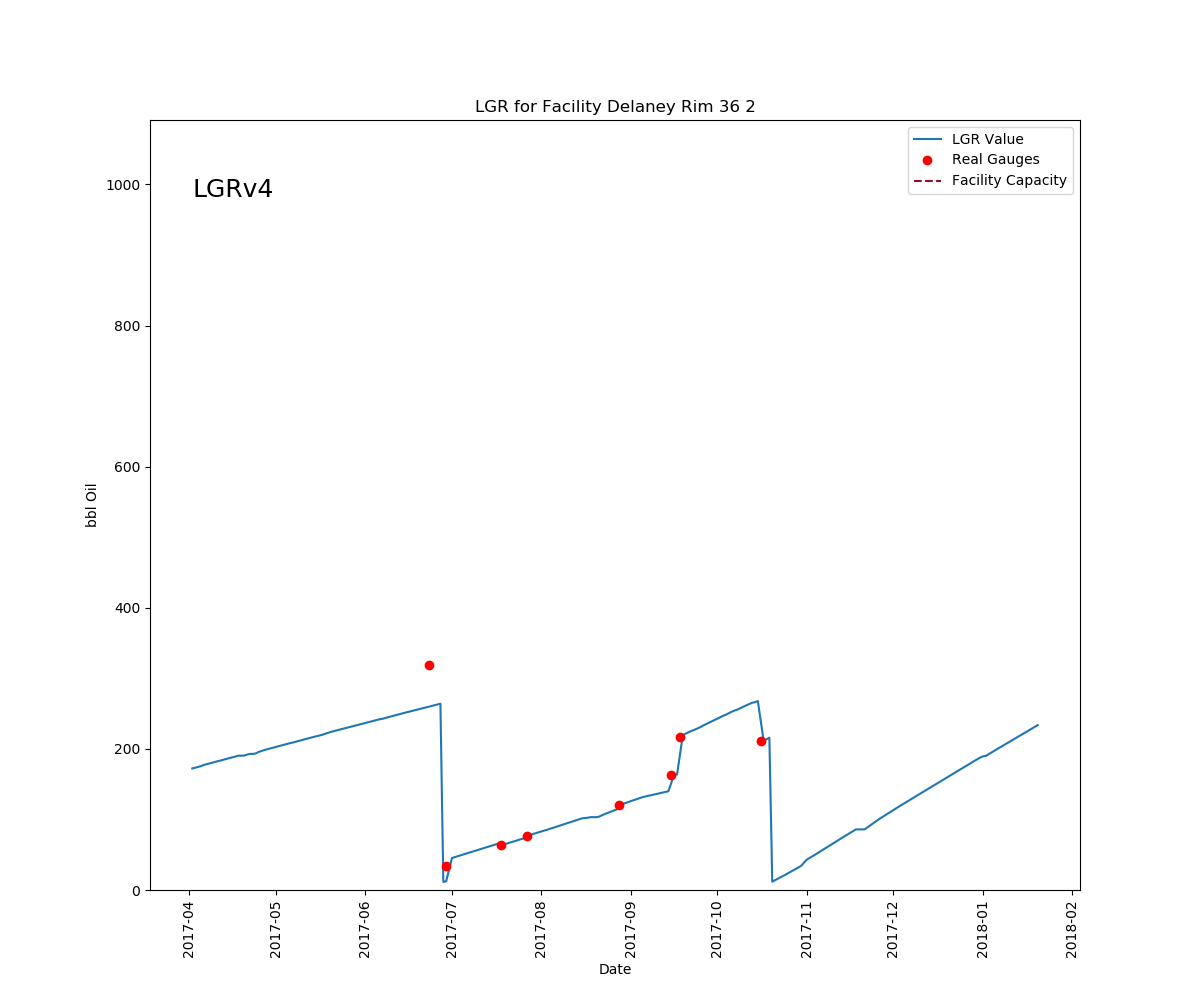 LGR for Facility Delaney Rim 36 2
LGR Value
Real Gauges
Facility Capacity
LGRv4
1000
800
600
400
200
0
bbl Oil
2017-04
2017-05
2017-06
2017-07
2017-08
2017-09
2017-10
2017-11
2017-12
2018-01
2018-02
Date